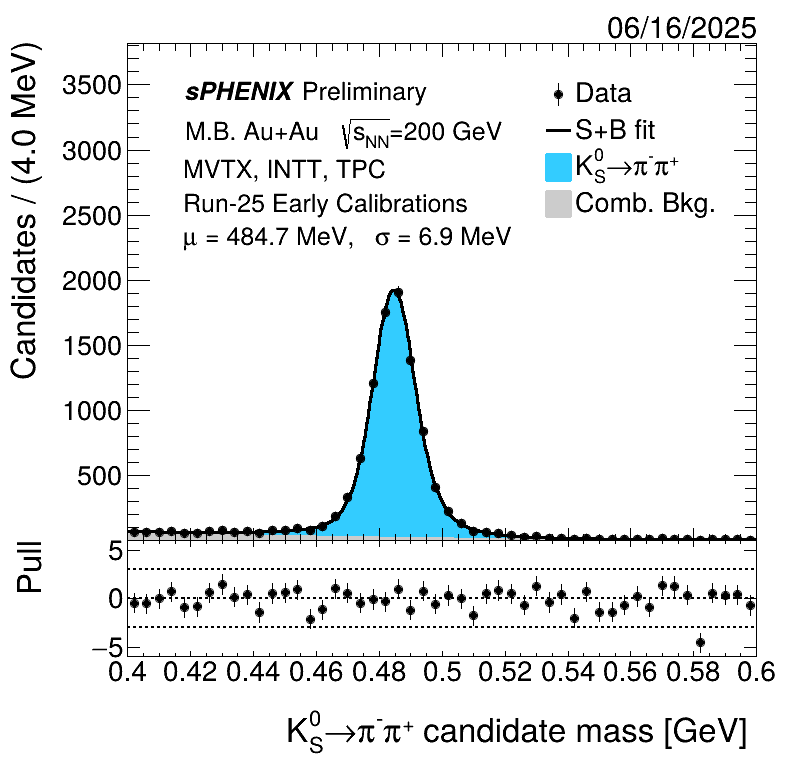 06/16/2025
Candidates / (4.0 MeV)
3500
3000
2500
2000
1500
1000
500
sPHENIX Preliminary
M.B. Au+Au √s_NN=200 GeV
MVTX, INTT, TPC
Run-25 Early Calibrations
μ = 484.7 MeV, σ = 6.9 MeV
Data
S+B fit
K⁰_S→π⁻π⁺
Comb. Bkg.
Pull
5
0
−5
0.4 0.42 0.44 0.46 0.48 0.5 0.52 0.54 0.56 0.58 0.6
K⁰_S→π⁻π⁺ candidate mass [GeV]